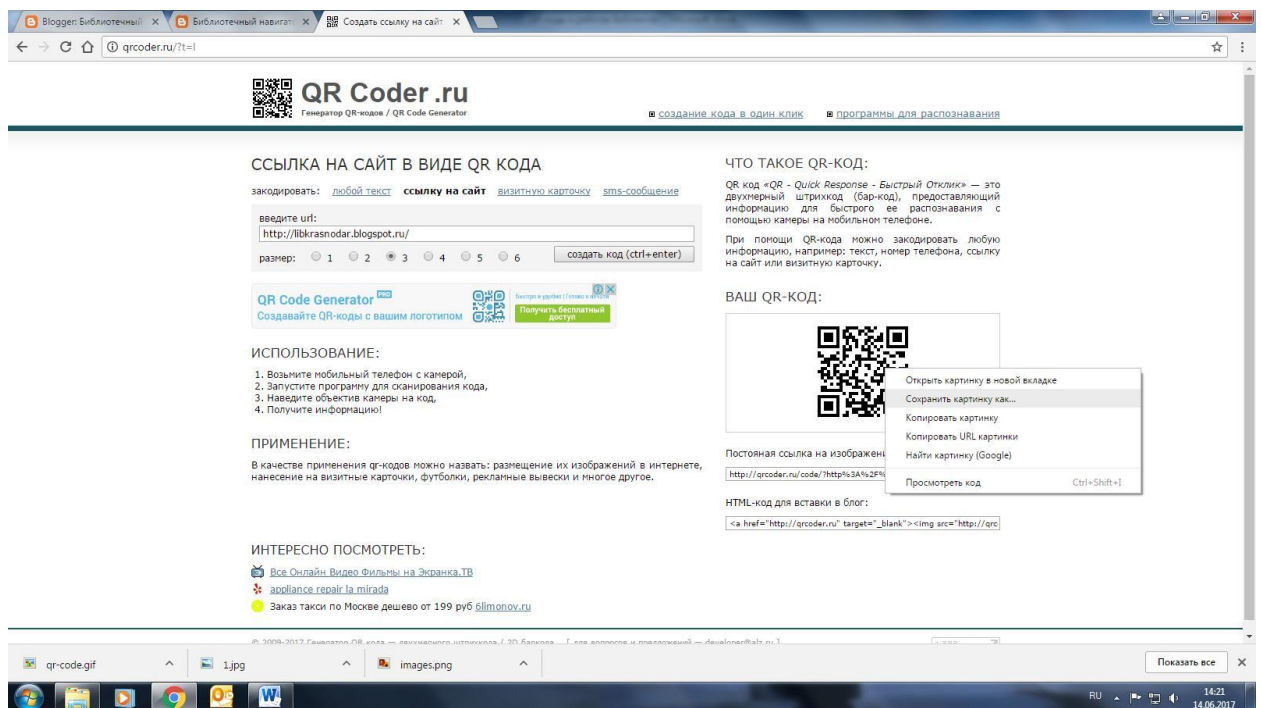 Blogger: Библиотечный
Библиотечный навигат
Создать ссылку на сайт
qrcoder.ru/?t=l
QR Coder .ru
Генератор QR-кодов / QR Code Generator
создание кода в один клик
программы для распознавания
ССЫЛКА НА САЙТ В ВИДЕ QR КОДА
закодировать: любой текст ссылку на сайт визитную карточку sms-сообщение
введите url:
http://libkrasnodar.blogspot.ru/
размер: 1 2 3 4 5 6 создать код (ctrl+enter)
QR Code Generator PRO
Создавайте QR-коды с вашим логотипом
Получить бесплатный
доступ
ИСПОЛЬЗОВАНИЕ:
1. Возьмите мобильный телефон с камерой,
2. Запустите программу для сканирования кода,
3. Наведите объектив камеры на код,
4. Получите информацию!
ПРИМЕНЕНИЕ:
В качестве применения qr-кодов можно назвать: размещение их изображений в интернете,
нанесение на визитные карточки, футболки, рекламные вывески и многое другое.
ИНТЕРЕСНО ПОСМОТРЕТЬ:
Все Онлайн Видео Фильмы на Экранка.ТВ
appliance repair la mirada
Заказ такси по Москве дешево от 199 руб 6limonov.ru
ЧТО ТАКОЕ QR-КОД:
QR код «QR - Quick Response - Быстрый Отклик» — это
двухмерный штрихкод (бар-код), предоставляющий
информацию для быстрого ее распознавания с
помощью камеры на мобильном телефоне.
При помощи QR-кода можно закодировать любую
информацию, например: текст, номер телефона, ссылку
на сайт или визитную карточку.
ВАШ QR-КОД:
Открыть картинку в новой вкладке
Сохранить картинку как...
Копировать картинку
Копировать URL картинки
Найти картинку (Google)
Просмотреть код Ctrl+Shift+I
Постояная ссылка на изображени
http://qrcoder.ru/code/?http%3A%2F%
HTML-код для вставки в блог:
<a href="http://qrcoder.ru" target="_blank"><img src="http://qrc
qr-code.gif
1.jpg
images.png
Показать все
RU
14:21
14.06.2017